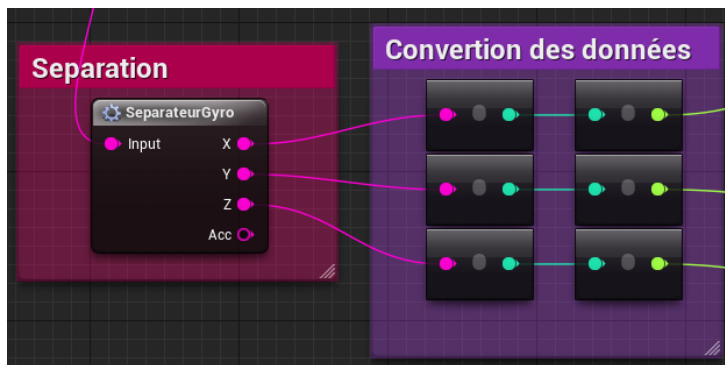 Separation
Convertion des données
SeparateurGyro
Input
X
Y
Z
Acc